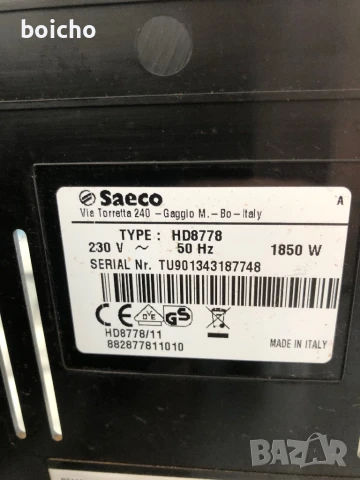 boicho
Saeco
A
Via Torretta 240 -Gaggio M.-Bo-Italy
TYPE: HD8778
230 V ~ 50 Hz 1850 W
SERIAL Nr. TU901343187748
CE VDE GS
HD8778/11
882877811010
MADE IN ITALY
BAZAR